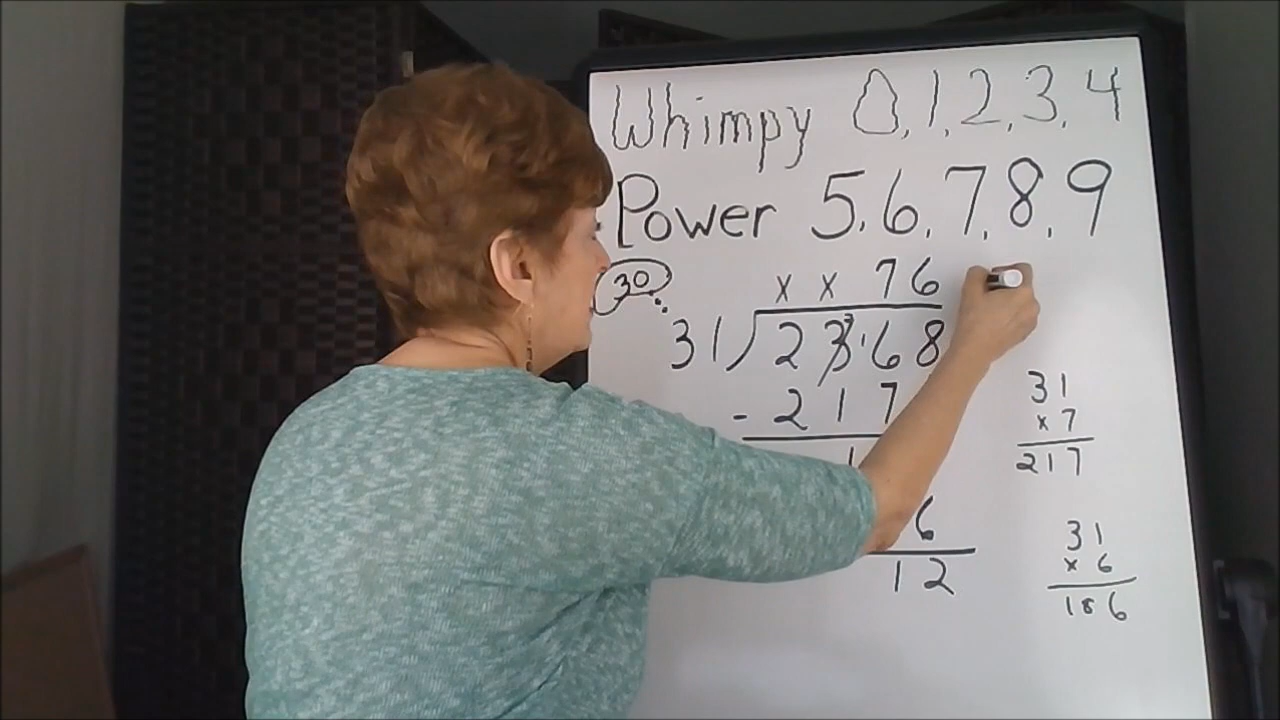 Whimpy 0, 1, 2, 3, 4
Power 5, 6, 7, 8, 9
30
x x 76
31) 2368
- 217
1
6
12
31
x 7
217
31
x 6
186